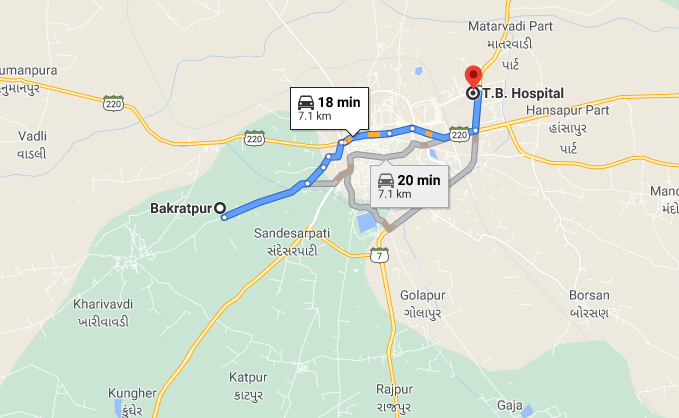 Matarvadi Part
માતરવાડી
પાર્ટ
umanpura
નુમાનપુર
220
18 min
7.1 km
T.B. Hospital
Hansapur Part
હાંસાપુર
પાર્ટ
Vadli
વાડલી
220
220
20 min
7.1 km
Mand
મંદો
Bakratpur
Sandesarpati
સંદેસરપાટી
7
Golapur
ગોલાપુર
Borsan
બોરસણ
Kharivavdi
ખારીવાવડી
Katpur
કાટપુર
Kungher
કુંઘેર
Rajpur
રાજપુર
Gaja
ગજા